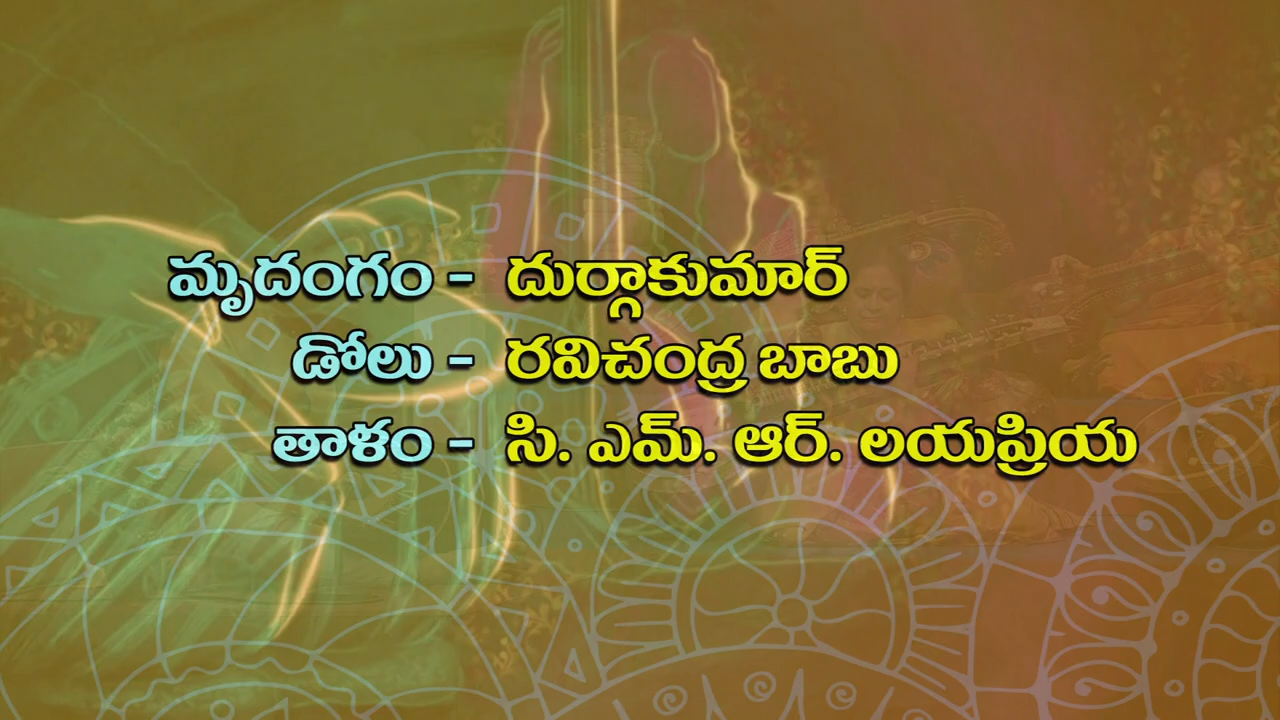 మృదంగం - దుర్గాకుమార్
డోలు - రవిచంద్ర బాబు
తాళం - సి. ఎమ్. ఆర్. లయప్రియ